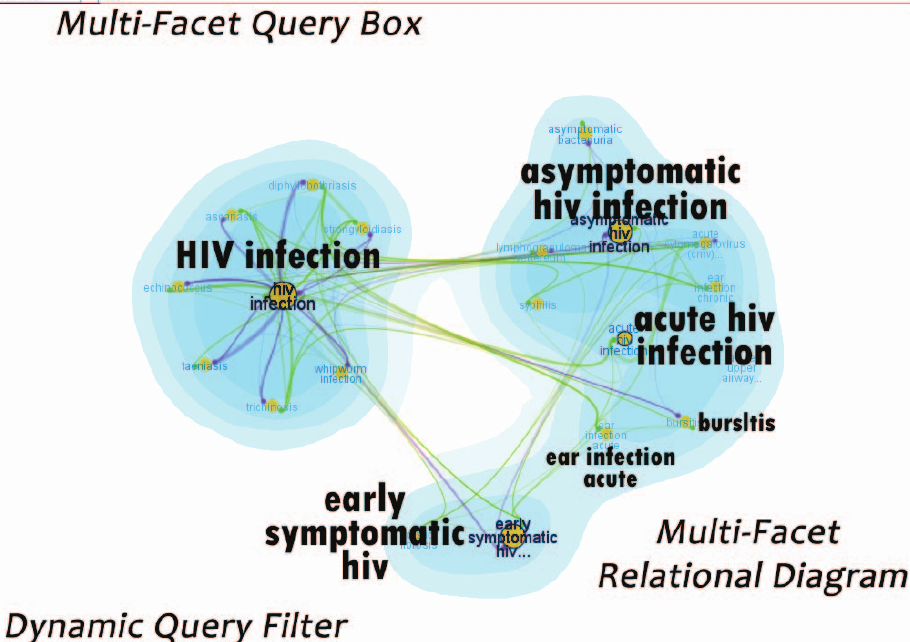 Multi-Facet Query Box
asymptomatic
bacteriuria
asymptomatic
hiv infection
asymptomatic
hiv
infection
diphyllobothriasis
ascariasis
strongyloidiasis
HIV infection
hiv
infection
echinococcus
taeniasis
whipworm
infection
trichinosis
lymphogranuloma
venereum
acute
cytomegalovirus
(cmv)...
ear
infection
chronic
syphilis
acute
hiv
infection
acute hiv
infection
upper
airway...
bursitis
bursltis
ear
infection
acute
ear infection
acute
early
symptomatic
hiv
early
symptomatic
hiv...
Multi-Facet
Relational Diagram
Dynamic Query Filter